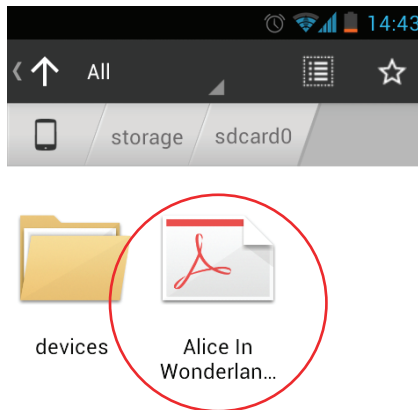 14:43
All
storage sdcard0
devices
Alice In
Wonderlan...